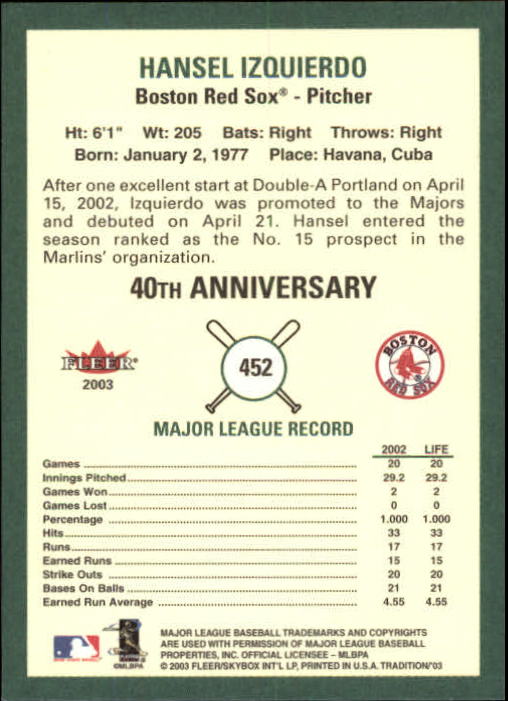 HANSEL IZQUIERDO
Boston Red Sox® - Pitcher
Ht: 6'1" Wt: 205 Bats: Right Throws: Right
Born: January 2, 1977 Place: Havana, Cuba
After one excellent start at Double-A Portland on April
15, 2002, Izquierdo was promoted to the Majors
and debuted on April 21. Hansel entered the
season ranked as the No. 15 prospect in the
Marlins' organization.
40TH ANNIVERSARY
FLEER®
2003
452
BOSTON
RED SOX
MAJOR LEAGUE RECORD
2002 LIFE
Games 20 20
Innings Pitched 29.2 29.2
Games Won 2 2
Games Lost 0 0
Percentage 1.000 1.000
Hits 33 33
Runs 17 17
Earned Runs 15 15
Strike Outs 20 20
Bases On Balls 21 21
Earned Run Average 4.55 4.55
©MLBPA
MAJOR LEAGUE BASEBALL TRADEMARKS AND COPYRIGHTS
ARE USED WITH PERMISSION OF MAJOR LEAGUE BASEBALL
PROPERTIES, INC. OFFICIAL LICENSEE - MLBPA
© 2003 FLEER/SKYBOX INT'L LP, PRINTED IN U.S.A. TRADITION/'03